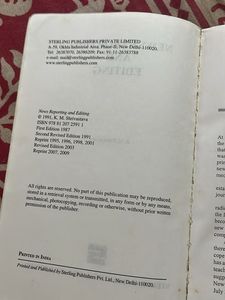 STERLING PUBLISHERS PRIVATE LIMITED
A-59, Okhla Industrial Area, Phase-II, New Delhi-110020.
Tel: 26387070, 26386209; Fax: 91-11-26383788
e-mail: mail@sterlingpublishers.com
News Reporting and Editing
© 1991, K. M. Shrivastava
ISBN 978 81 207 2591 1
First Edition 1987
Second Revised Edition 1991
Reprint 1995, 1996, 1998, 2001
Revised Edition 2003
Reprint 2007, 2009
All rights are reserved. No part of this publication may be reproduced,
stored in a retrieval system or transmitted, in any form or by any means,
mechanical, photocopying, recording or otherwise, without prior written
permission of the publisher.
PRINTED IN INDIA
Printed and Published by Sterling Publishers Pvt. Ltd., New Delhi-110020.